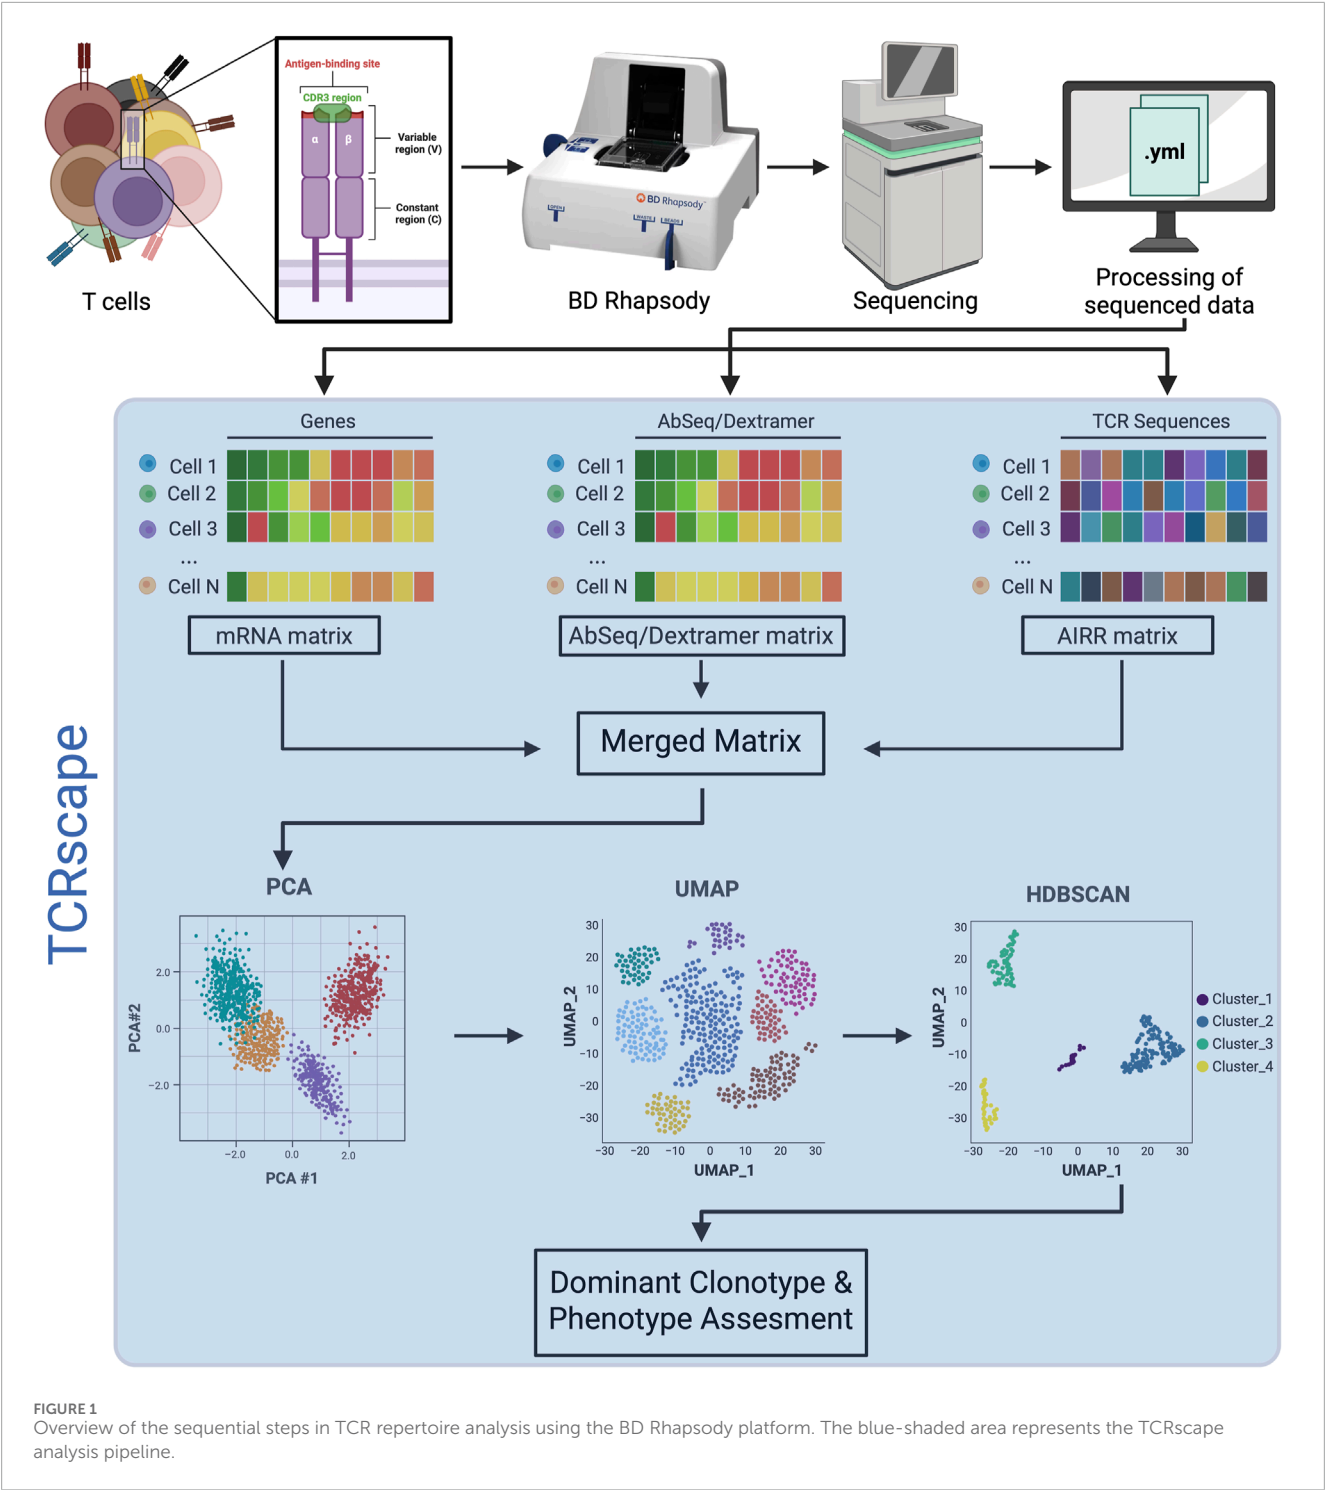 Antigen-binding site
CDR3 region
α
β
Variable
region (V)
Constant
region (C)
T cells
OPEN
WASTE
BEADS
BD Rhapsody™
BD Rhapsody
Sequencing
.yml
Processing of
sequenced data
TCRscape
Genes
Cell 1
Cell 2
Cell 3
...
Cell N
mRNA matrix
AbSeq/Dextramer
Cell 1
Cell 2
Cell 3
...
Cell N
AbSeq/Dextramer matrix
TCR Sequences
Cell 1
Cell 2
Cell 3
...
Cell N
AIRR matrix
Merged Matrix
PCA
PCA#2
2.0
0.0
−2.0
−2.0 0.0 2.0
PCA #1
UMAP
UMAP_2
30
20
10
0
−10
−20
−30
−30 −20 −10 0 10 20 30
UMAP_1
HDBSCAN
UMAP_2
30
20
10
0
−10
−20
−30
−30 −20 −10 0 10 20 30
UMAP_1
Cluster_1
Cluster_2
Cluster_3
Cluster_4
Dominant Clonotype &
Phenotype Assesment
FIGURE 1
Overview of the sequential steps in TCR repertoire analysis using the BD Rhapsody platform. The blue-shaded area represents the TCRscape
analysis pipeline.